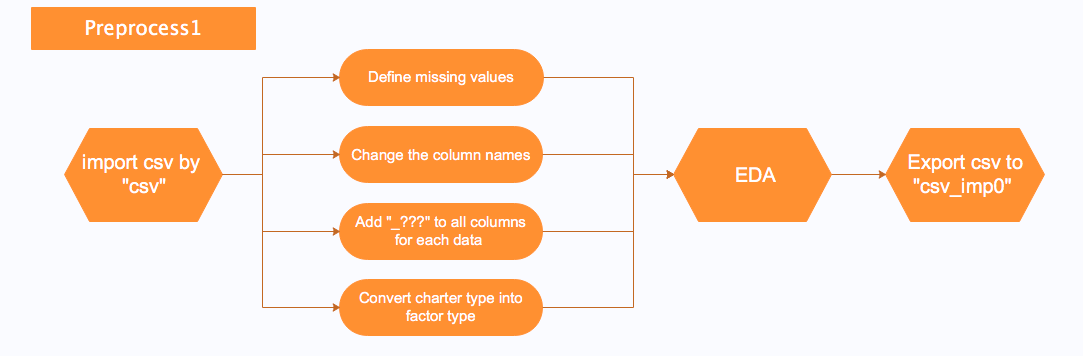 Preprocess1
Define missing values
import csv by
"csv"
Change the column names
EDA
Export csv to
"csv_imp0"
Add "_???" to all columns
for each data
Convert charter type into
factor type